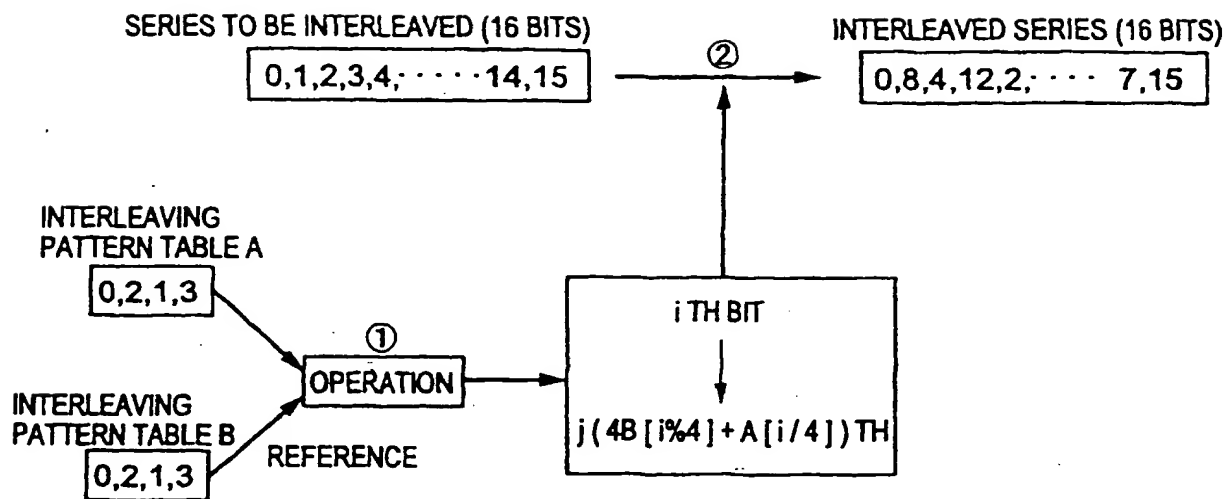 SERIES TO BE INTERLEAVED (16 BITS)
0,1,2,3,4,·····14,15
②
INTERLEAVED SERIES (16 BITS)
0,8,4,12,2,···· 7,15
INTERLEAVING
PATTERN TABLE A
0,2,1,3
①
OPERATION
INTERLEAVING
PATTERN TABLE B
0,2,1,3
REFERENCE
i TH BIT
j(4B[i%4]+A[i/4])TH